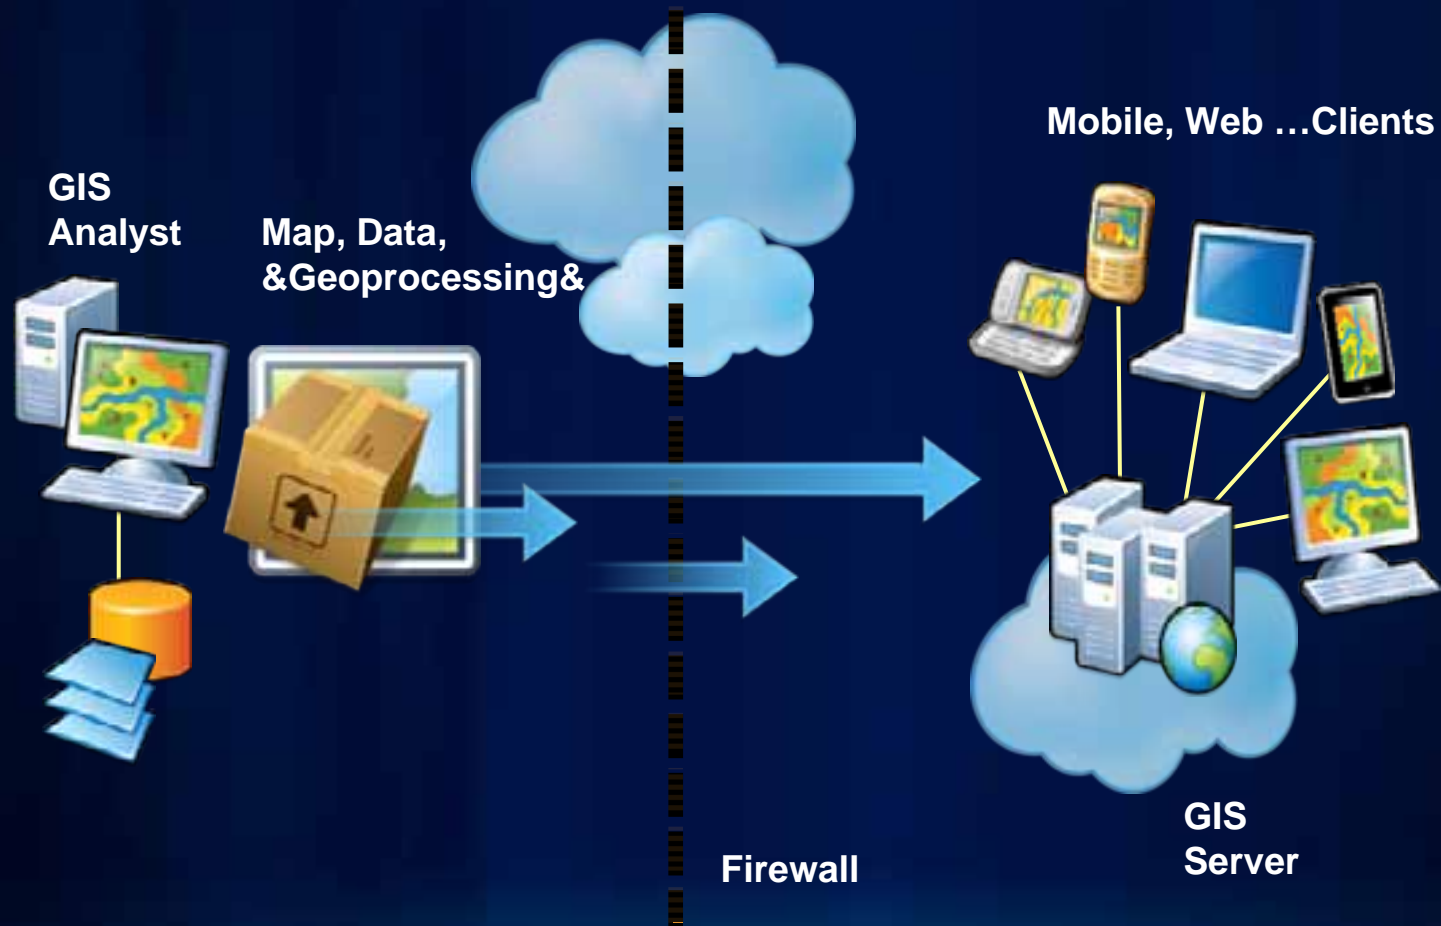 Mobile, Web …Clients
GIS
Analyst
Map, Data,
&Geoprocessing&
GIS
Server
Firewall